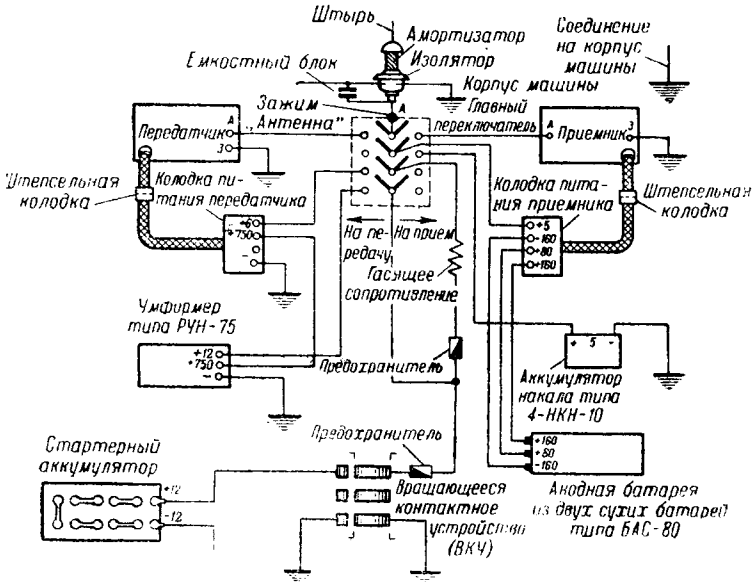 Штырь
Амортизатор
Изолятор
Емкостный блок
Соединение
на корпус
машины
Корпус машины
Зажим
„Антенна"
А
Главный
переключатель
Передатчик
А
З
Приемник
А
З
Штепсельная
колодка
Колодка пи-
тания передатчика
+6
+750
-
На пе-
редачу
На прием
Колодка пита-
ния приемника
+5
-160
+80
+160
Штепсельная
колодка
Гасящее
сопротивление
Умформер
типа РУН-75
+12
+750
-
Предохранитель
+ 5 -
Аккумулятор
накала типа
4-НКН-10
Стартерный
аккумулятор
+12
-12
Предохранитель
Вращающееся
контактное
устройство
(ВКУ)
+160
+80
-160
Анодная батарея
из двух сухих батарей
типа БАС-80